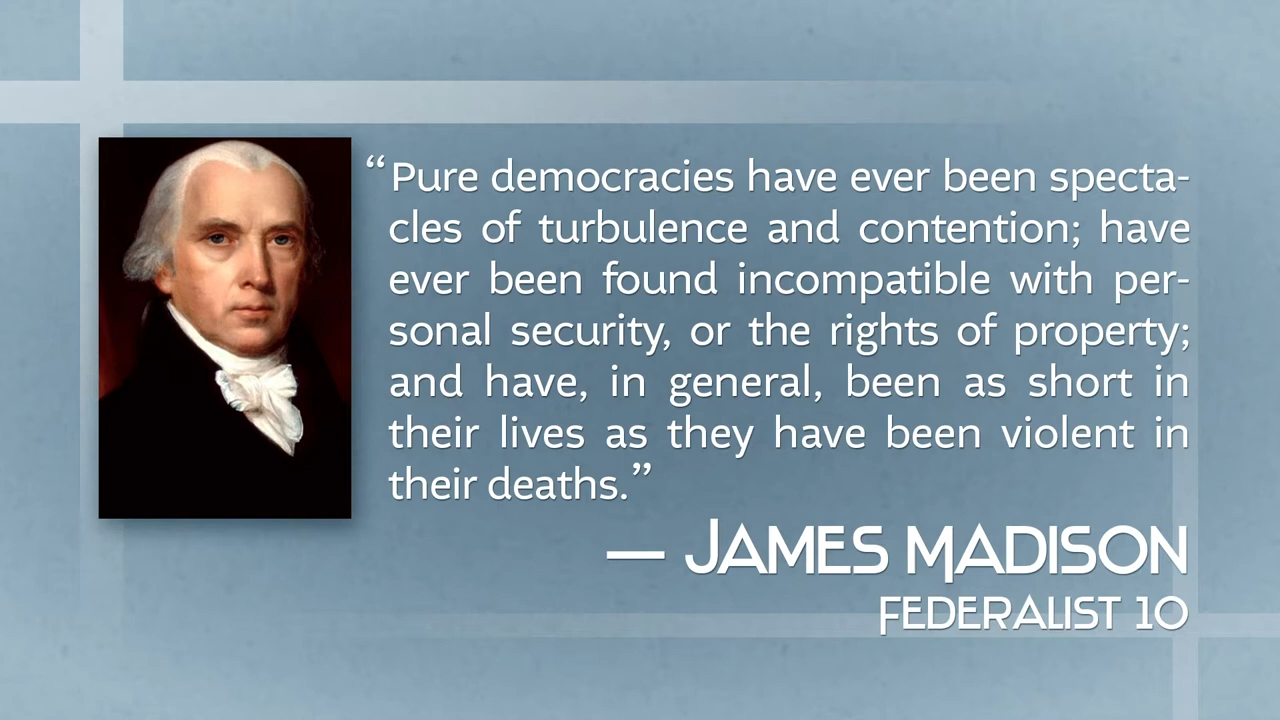 “Pure democracies have ever been specta-
cles of turbulence and contention; have
ever been found incompatible with per-
sonal security, or the rights of property;
and have, in general, been as short in
their lives as they have been violent in
their deaths.”
— JAMES MADISON
FEDERALIST 10